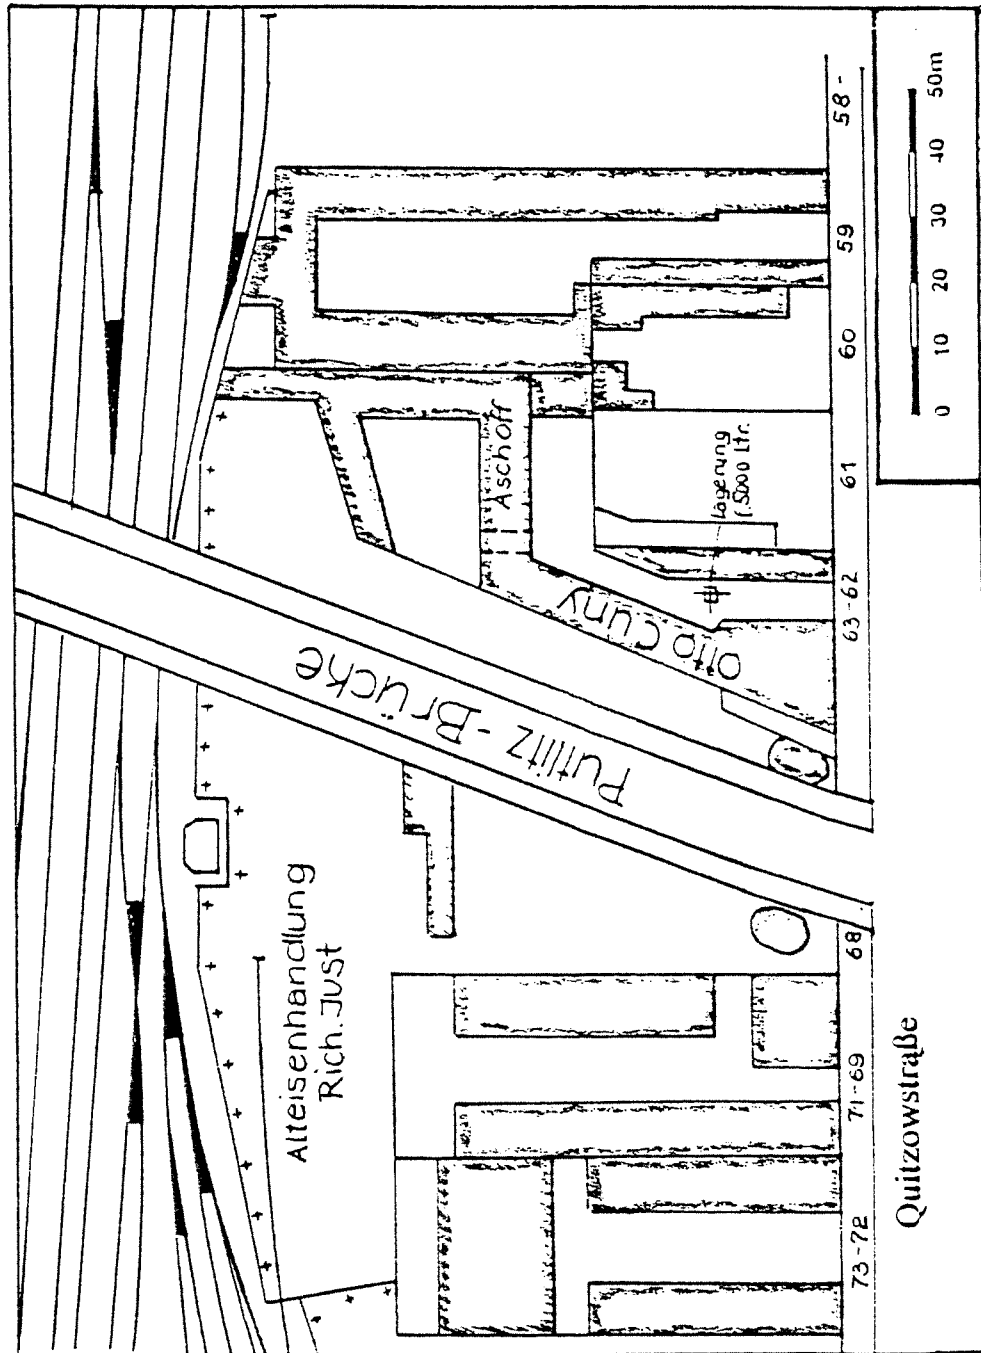 Putlitz - Brücke
Alteisenhandlung
Rich. Just
Aschoff
Otto Cuny
Lagerung
5000 Ltr.
73-72
71-69
68
63-62
61
60
59
58 -
Quitzowstraße
0 10 20 30 40 50m